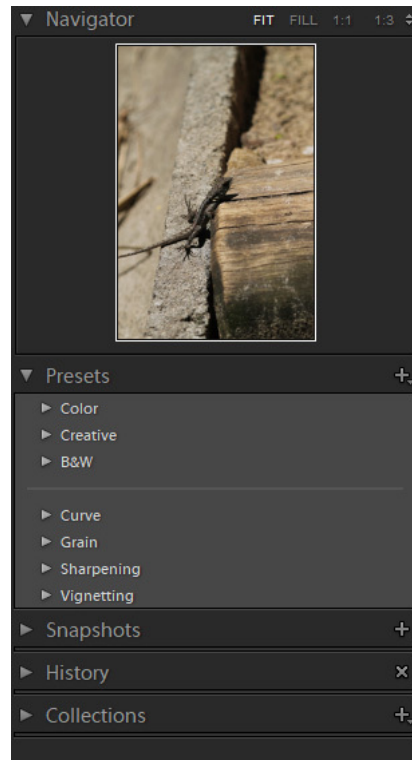 Navigator FIT FILL 1:1 1:3
Presets
Color
Creative
B&W
Curve
Grain
Sharpening
Vignetting
Snapshots
History
Collections